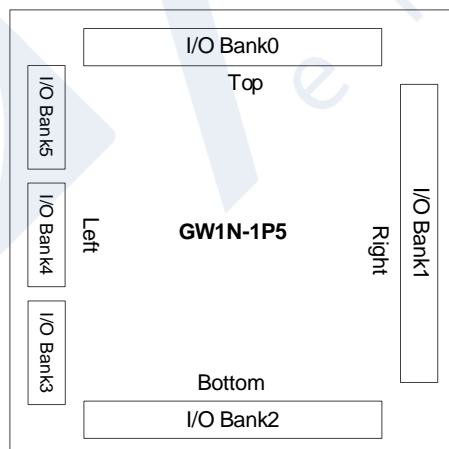 I/O Bank0
Top
I/O Bank5
I/O Bank4
I/O Bank3
Left
GW1N-1P5
Right
I/O Bank1
Bottom
I/O Bank2